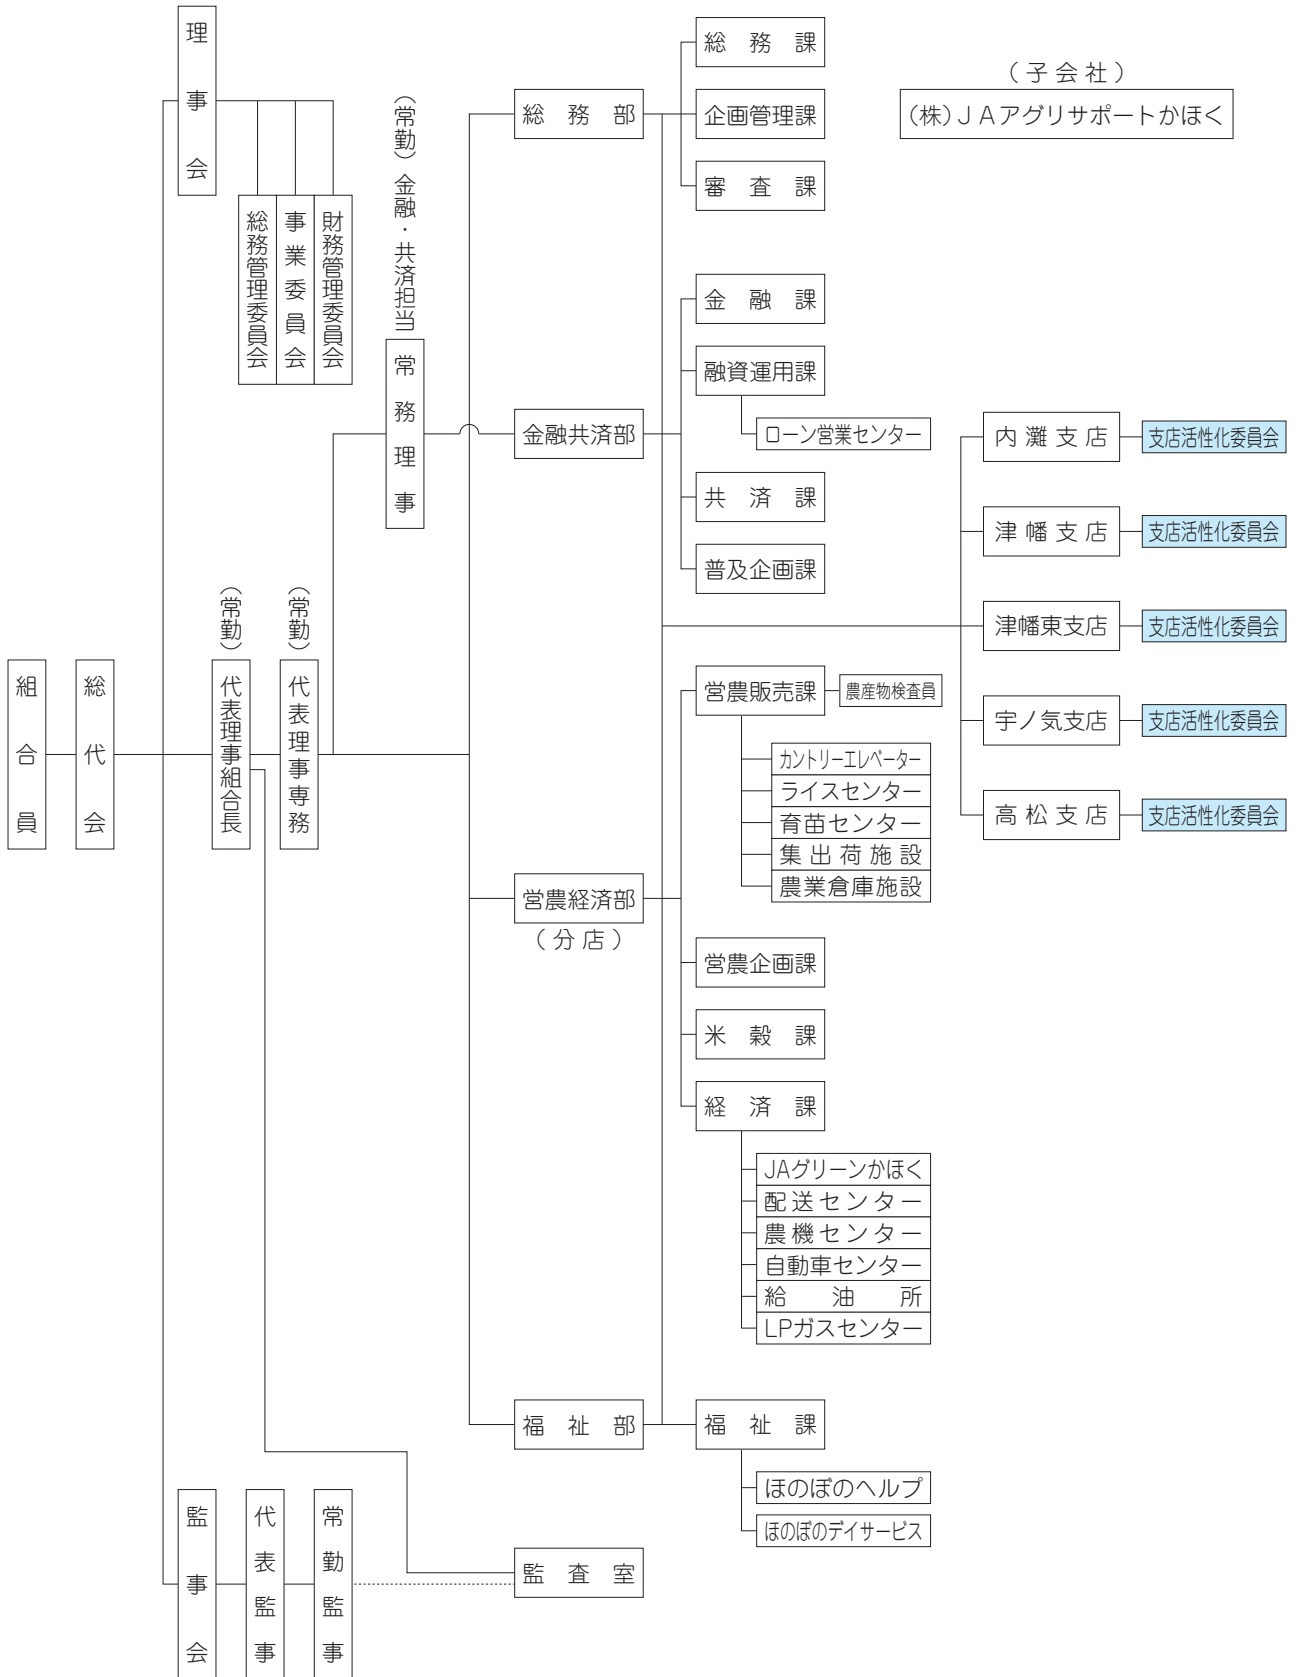 組合員
総代会
理事会
総務管理委員会
事業委員会
財務管理委員会
(常勤)
代表理事組合長
(常勤)
代表理事専務
(常勤)金融・共済担当
常務理事
総務部
総務課
企画管理課
審査課
(子会社)
(株)JAアグリサポートかほく
金融共済部
金融課
融資運用課
ローン営業センター
共済課
普及企画課
内灘支店
支店活性化委員会
津幡支店
支店活性化委員会
津幡東支店
支店活性化委員会
宇ノ気支店
支店活性化委員会
高松支店
支店活性化委員会
営農経済部
(分店)
営農販売課
農産物検査員
カントリーエレベーター
ライスセンター
育苗センター
集出荷施設
農業倉庫施設
営農企画課
米穀課
経済課
JAグリーンかほく
配送センター
農機センター
自動車センター
給油所
LPガスセンター
福祉部
福祉課
ほのぼのヘルプ
ほのぼのデイサービス
監事会
代表監事
常勤監事
監査室